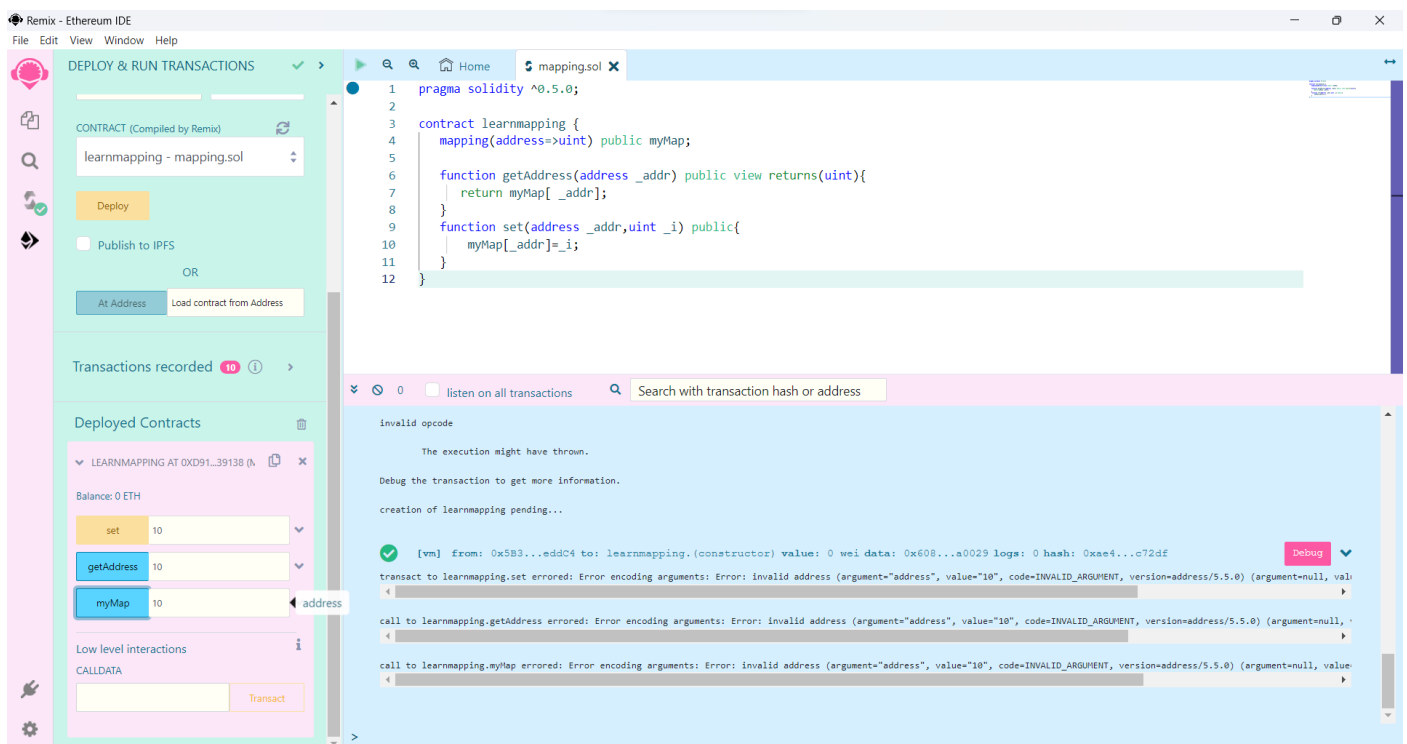 Remix - Ethereum IDE
File Edit View Window Help
DEPLOY & RUN TRANSACTIONS
CONTRACT (Compiled by Remix)
learnmapping - mapping.sol
Deploy
Publish to IPFS
OR
At Address Load contract from Address
Transactions recorded 10 i
Deployed Contracts
LEARNMAPPING AT 0XD91...39138 (M
Balance: 0 ETH
set 10
getAddress 10
myMap 10
address
Low level interactions i
CALLDATA
Transact
Home mapping.sol
1 pragma solidity ^0.5.0;
2
3 contract learnmapping {
4 mapping(address=>uint) public myMap;
5
6 function getAddress(address _addr) public view returns(uint){
7 return myMap[ _addr];
8 }
9 function set(address _addr,uint _i) public{
10 myMap[_addr]=_i;
11 }
12 }
0 listen on all transactions Search with transaction hash or address
invalid opcode
The execution might have thrown.
Debug the transaction to get more information.
creation of learnmapping pending...
[vm] from: 0x5B3...eddC4 to: learnmapping.(constructor) value: 0 wei data: 0x608...a0029 logs: 0 hash: 0xae4...c72df Debug
transact to learnmapping.set errored: Error encoding arguments: Error: invalid address (argument="address", value="10", code=INVALID_ARGUMENT, version=address/5.5.0) (argument=null, val
call to learnmapping.getAddress errored: Error encoding arguments: Error: invalid address (argument="address", value="10", code=INVALID_ARGUMENT, version=address/5.5.0) (argument=null,
call to learnmapping.myMap errored: Error encoding arguments: Error: invalid address (argument="address", value="10", code=INVALID_ARGUMENT, version=address/5.5.0) (argument=null, value
>